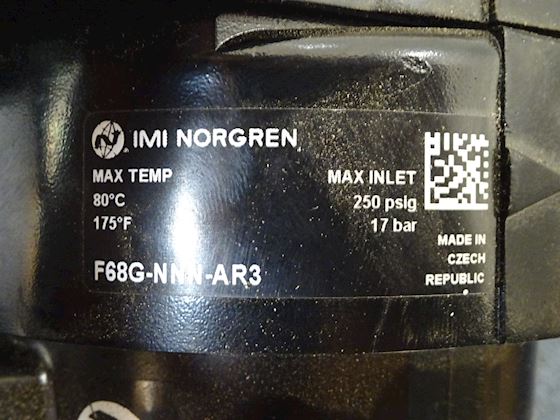 IMI NORGREN
MAX TEMP
80°C
175°F
MAX INLET
250 psig
17 bar
MADE IN
CZECH
REPUBLIC
F68G-NNN-AR3